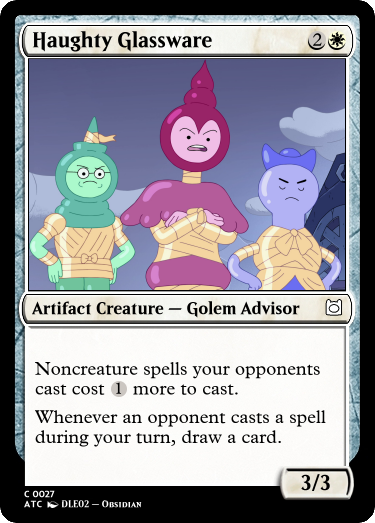 Haughty Glassware 2
Artifact Creature — Golem Advisor
Noncreature spells your opponents
cast cost 1 more to cast.
Whenever an opponent casts a spell
during your turn, draw a card.
3/3
C 0027
ATC DLE02 — Obsidian